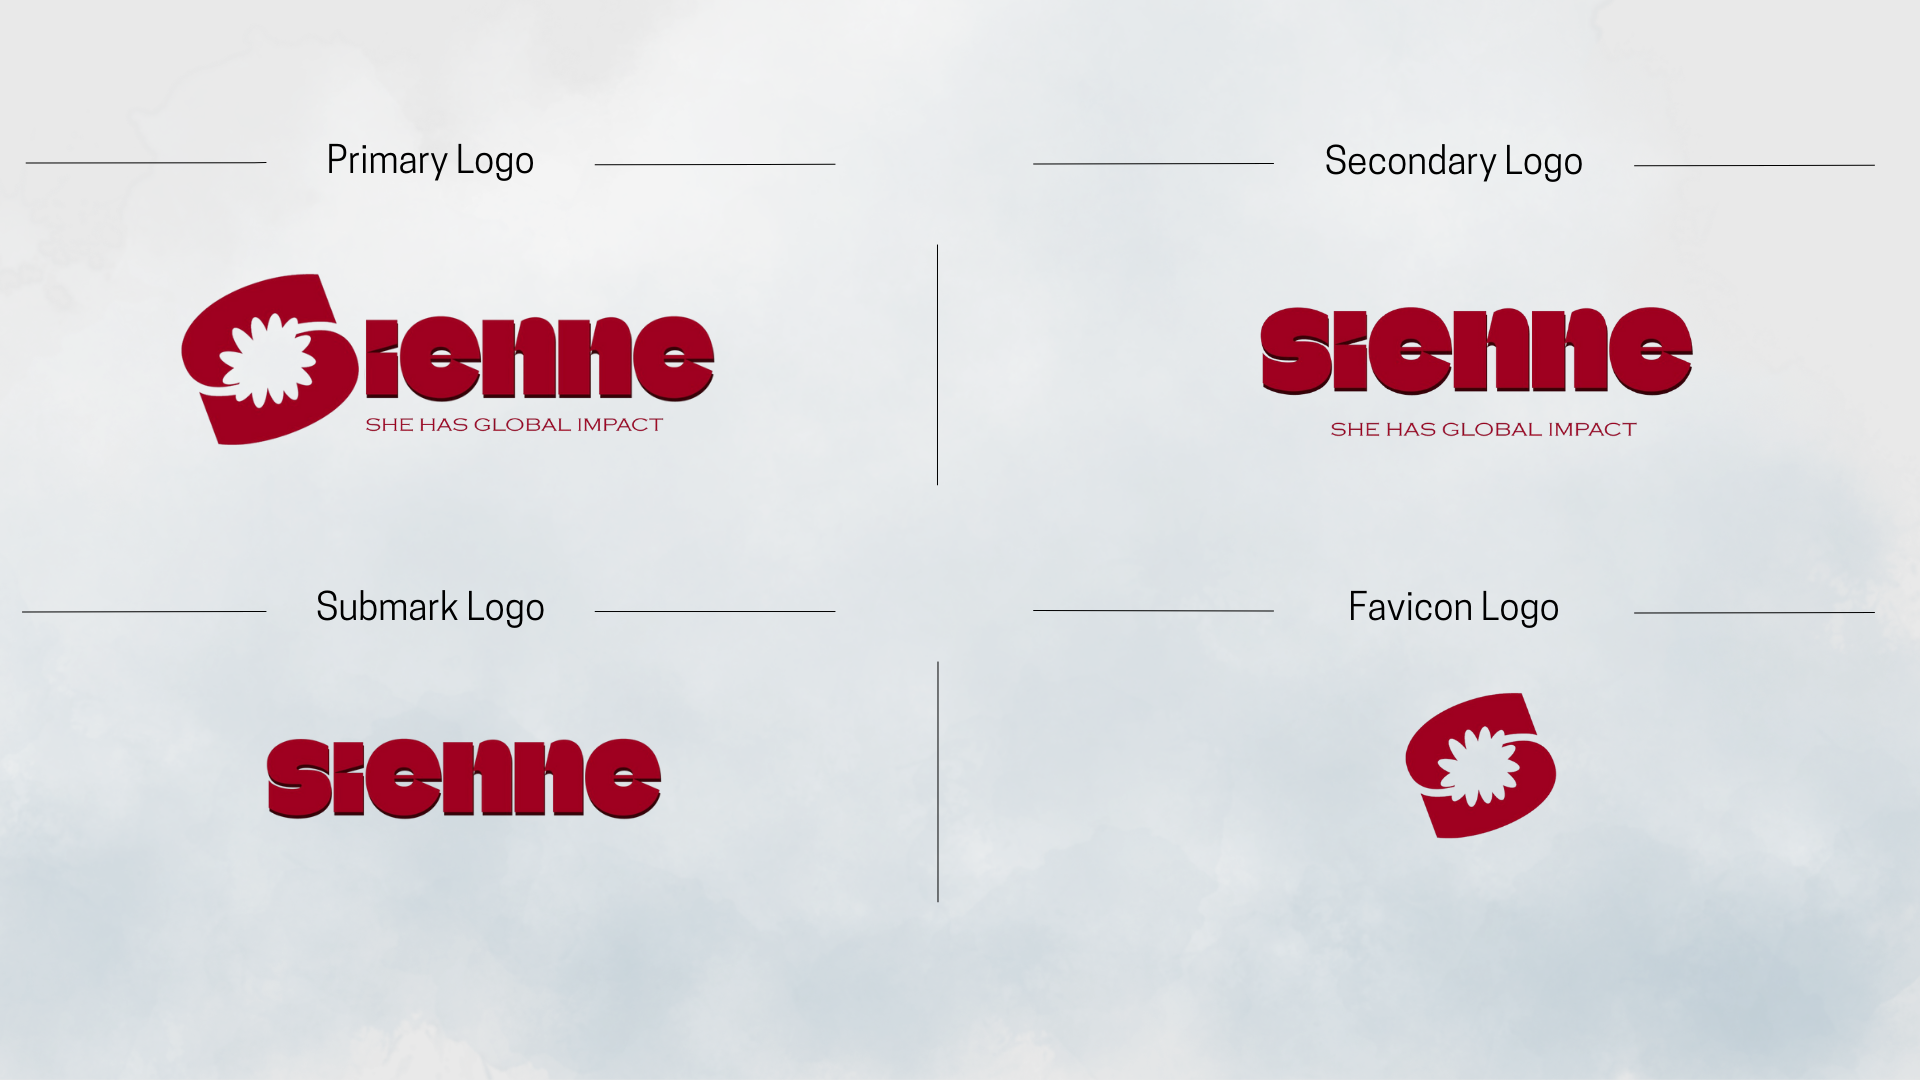 Primary Logo
Secondary Logo
Sienne
SHE HAS GLOBAL IMPACT
sienne
SHE HAS GLOBAL IMPACT
Submark Logo
Favicon Logo
sienne
S